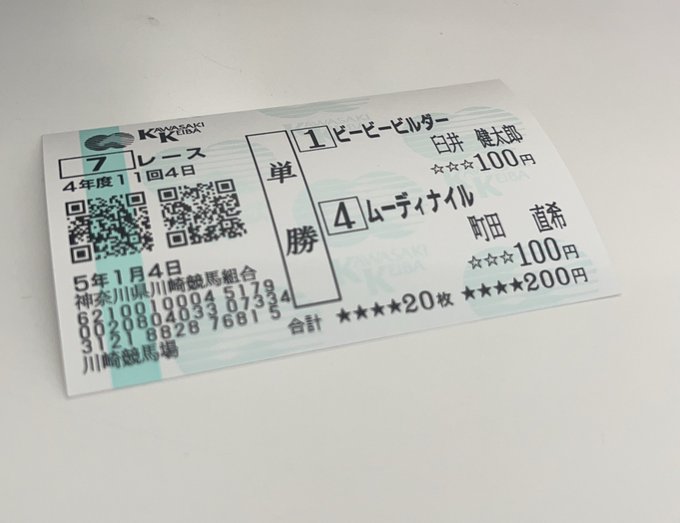 KAWASAKI KEIBA
7 レース
4年度11回4日
5年1月4日
神奈川県川崎競馬組合
62100 10004 5179
6020804033 07334
3121 8828 7681 5
川崎競馬場
単勝
1 ビービービルダー
臼井 健太郎
☆☆☆100円
4 ムーディナイル
町田 直希
☆☆☆100円
合計 ★★★★20枚 ★★★★200円